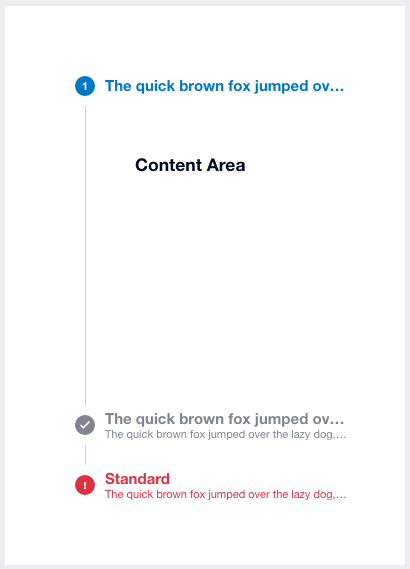 1 The quick brown fox jumped ov…
Content Area
The quick brown fox jumped ov…
The quick brown fox jumped over the lazy dog,…
! Standard
The quick brown fox jumped over the lazy dog,…